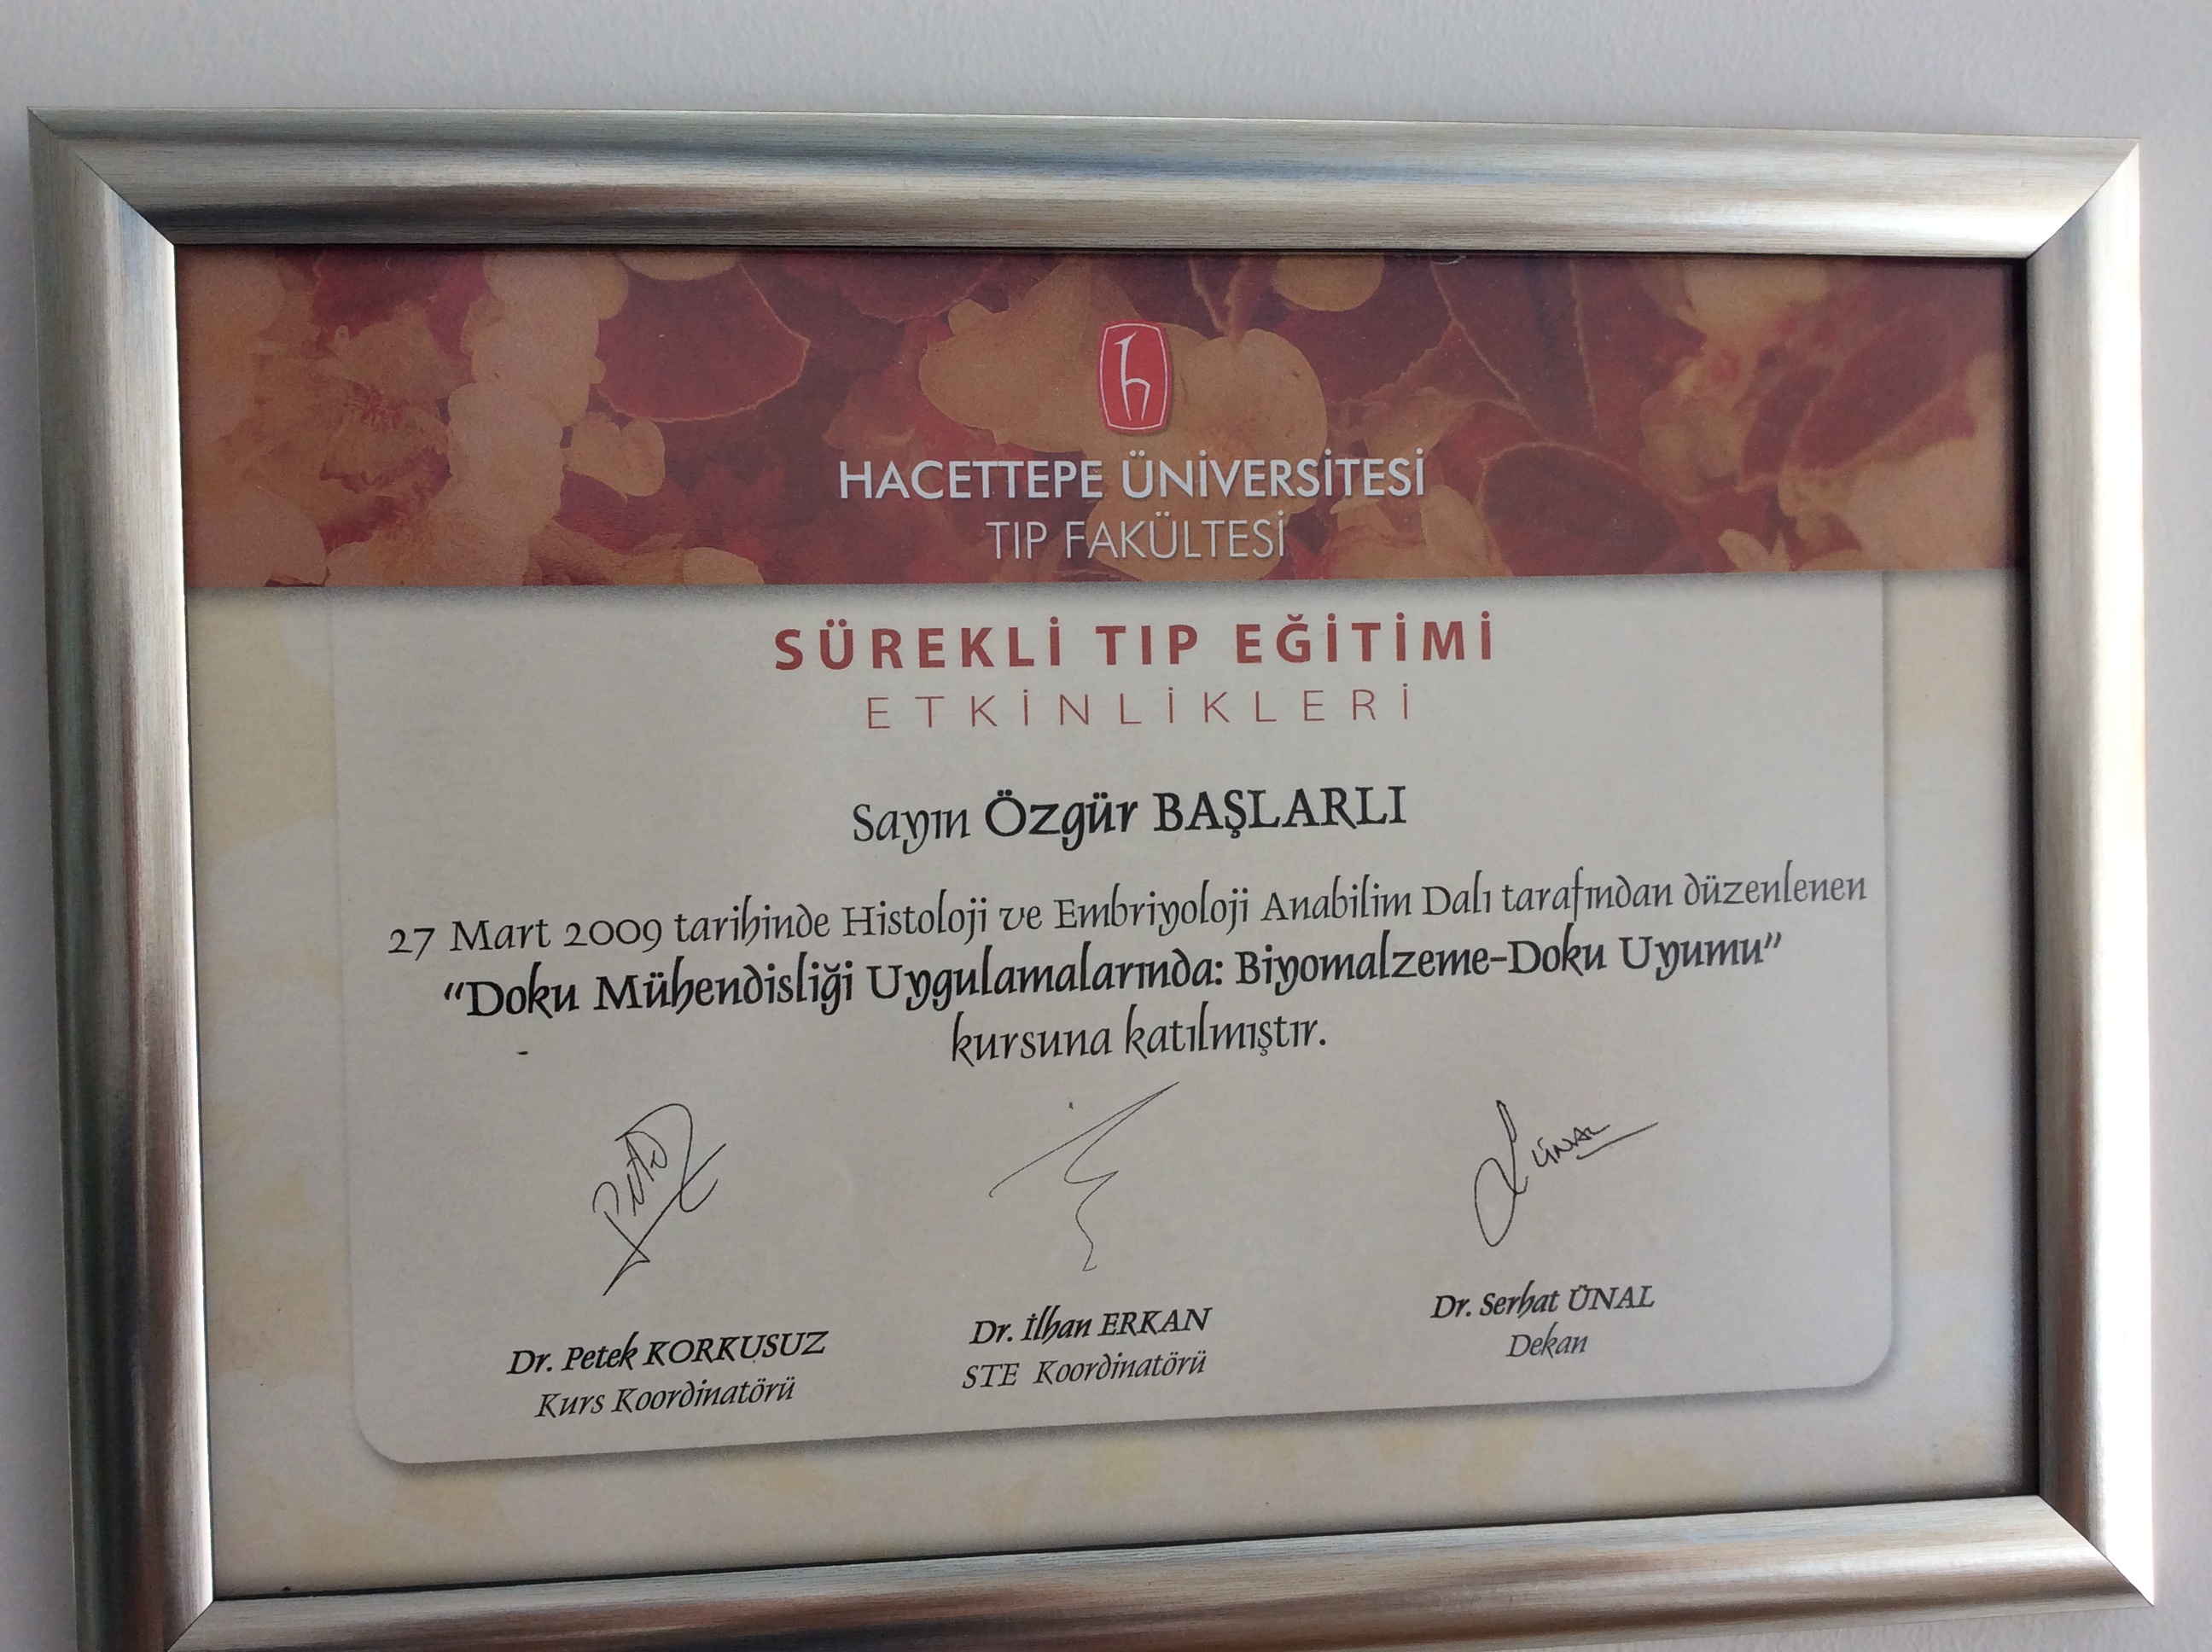 HACETTEPE ÜNİVERSİTESİ
TIP FAKÜLTESİ
SÜREKLİ TIP EĞİTİMİ
ETKİNLİKLERİ
Sayın Özgür BAŞLARLI
27 Mart 2009 tarihinde Histoloji ve Embriyoloji Anabilim Dalı tarafından düzenlenen
“Doku Mühendisliği Uygulamalarında: Biyomalzeme-Doku Uyumu”
kursuna katılmıştır.
ÜNAL
Dr. Petek KORKUSUZ
Kurs Koordinatörü
Dr. İlhan ERKAN
STE Koordinatörü
Dr. Serhat ÜNAL
Dekan